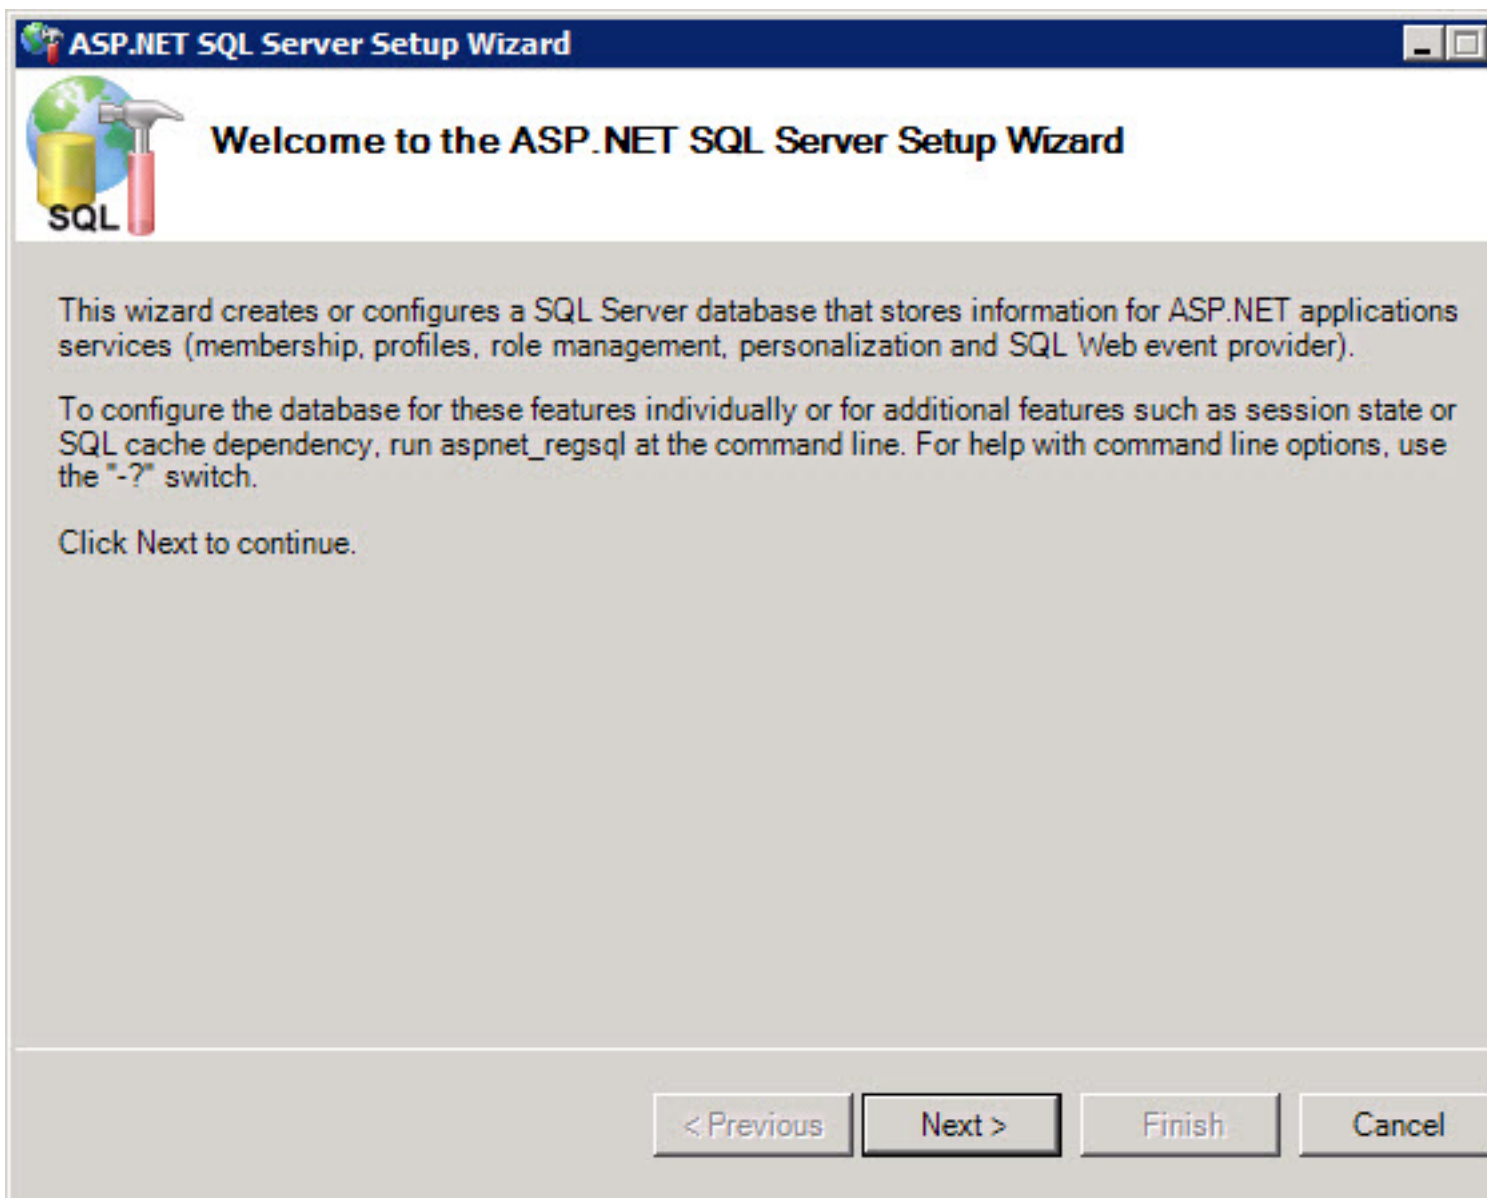 ASP.NET SQL Server Setup Wizard
Welcome to the ASP.NET SQL Server Setup Wizard
SQL
This wizard creates or configures a SQL Server database that stores information for ASP.NET applications
services (membership, profiles, role management, personalization and SQL Web event provider).
To configure the database for these features individually or for additional features such as session state or
SQL cache dependency, run aspnet_regsql at the command line. For help with command line options, use
the "-?" switch.
Click Next to continue.
< Previous
Next >
Finish
Cancel